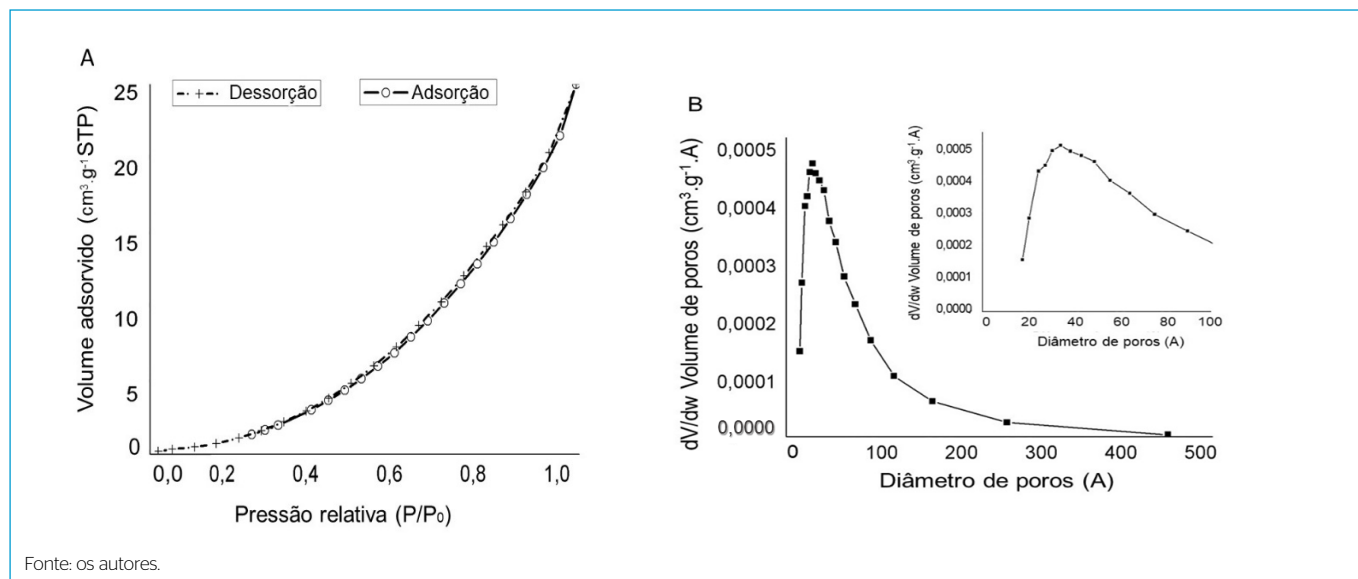 A
Dessorção
Adsorção
Volume adsorvido (cm³.g⁻¹ STP)
25
20
15
10
5
0
0,0 0,2 0,4 0,6 0,8 1,0
Pressão relativa (P/P₀)
B
dV/dw Volume de poros (cm³.g⁻¹.A)
0,0005
0,0004
0,0003
0,0002
0,0001
0,0000
0 100 200 300 400 500
Diâmetro de poros (A)
dV/dw Volume de poros (cm³.g⁻¹.A)
0,0005
0,0004
0,0003
0,0002
0,0001
0,0000
0 20 40 60 80 100
Diâmetro de poros (A)
Fonte: os autores.